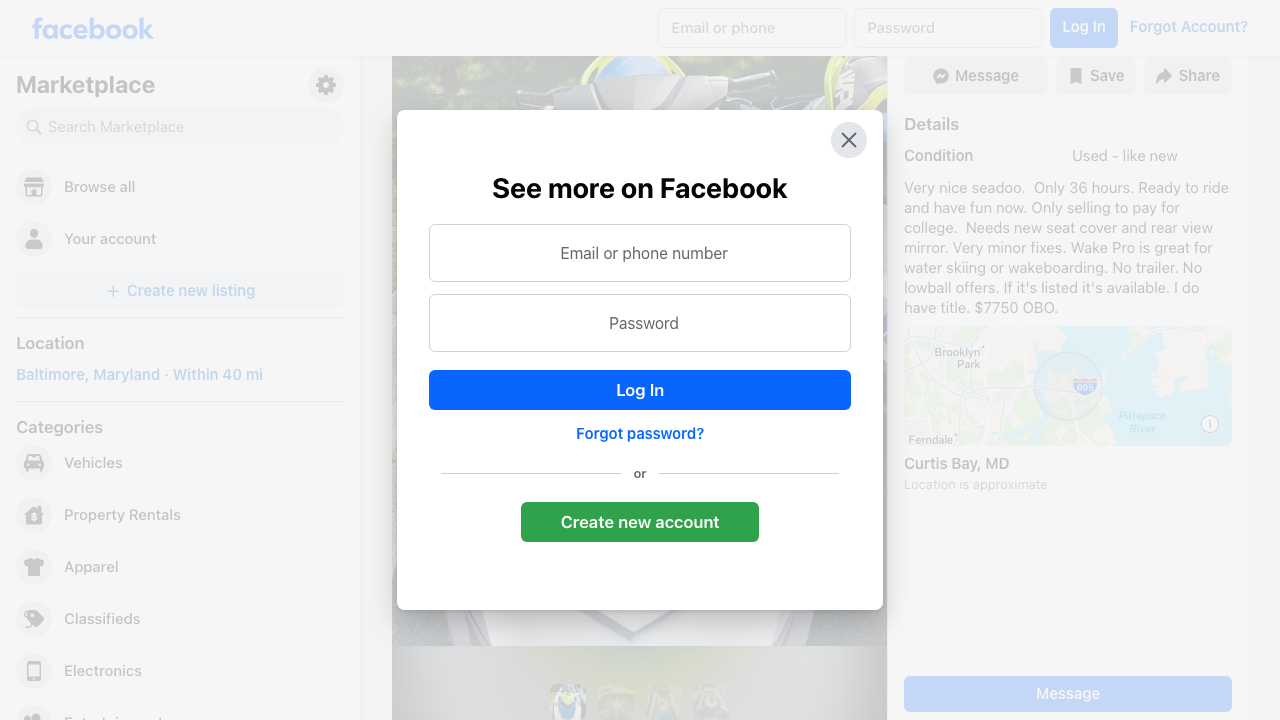 facebook
Email or phone
Password
Log In
Forgot Account?
Marketplace
Search Marketplace
Browse all
Your account
Create new listing
Location
Baltimore, Maryland · Within 40 mi
Categories
Vehicles
Property Rentals
Apparel
Classifieds
Electronics
See more on Facebook
Email or phone number
Password
Log In
Forgot password?
or
Create new account
Message
Save
Share
Details
Condition
Used - like new
Very nice seadoo.  Only 36 hours. Ready to ride
and have fun now. Only selling to pay for
college.  Needs new seat cover and rear view
mirror. Very minor fixes. Wake Pro is great for
water skiing or wakeboarding. No trailer. No
lowball offers. If it's listed it's available. I do
have title. $7750 OBO.
Brooklyn
Park
695
Patapsco
River
Ferndale
Curtis Bay, MD
Location is approximate
Message